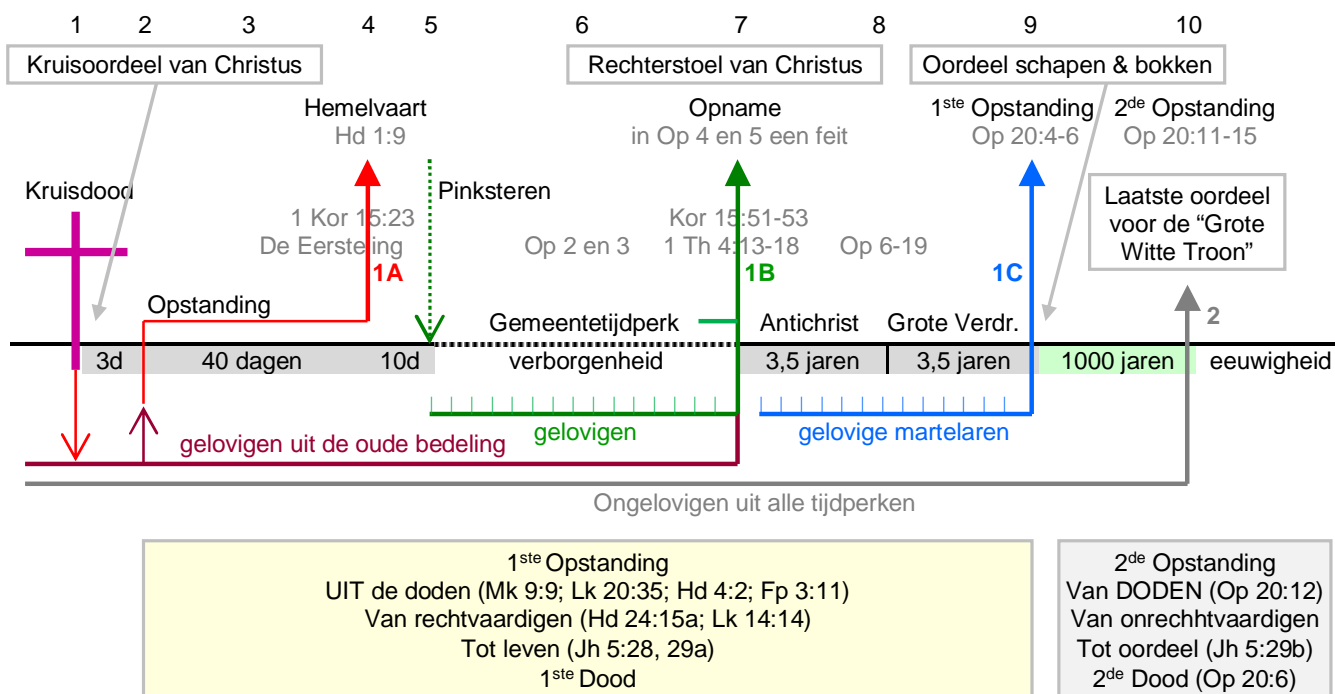 1 2 3 4 5 6 7 8 9 10
Kruisoordeel van Christus
Rechterstoel van Christus
Oordeel schapen & bokken
Hemelvaart
Hd 1:9
Opname
in Op 4 en 5 een feit
1ste Opstanding
Op 20:4-6
2de Opstanding
Op 20:11-15
Kruisdood
Pinksteren
Laatste oordeel
voor de “Grote
Witte Troon”
1 Kor 15:23
De Eersteling
Op 2 en 3
Kor 15:51-53
1 Th 4:13-18
Op 6-19
1A
1B
1C
2
Opstanding
Gemeentetijdperk
Antichrist
Grote Verdr.
3d
40 dagen
10d
verborgenheid
3,5 jaren
3,5 jaren
1000 jaren
eeuwigheid
gelovigen uit de oude bedeling
gelovigen
gelovige martelaren
Ongelovigen uit alle tijdperken
1ste Opstanding
UIT de doden (Mk 9:9; Lk 20:35; Hd 4:2; Fp 3:11)
Van rechtvaardigen (Hd 24:15a; Lk 14:14)
Tot leven (Jh 5:28, 29a)
1ste Dood
2de Opstanding
Van DODEN (Op 20:12)
Van onrechhtvaardigen
Tot oordeel (Jh 5:29b)
2de Dood (Op 20:6)